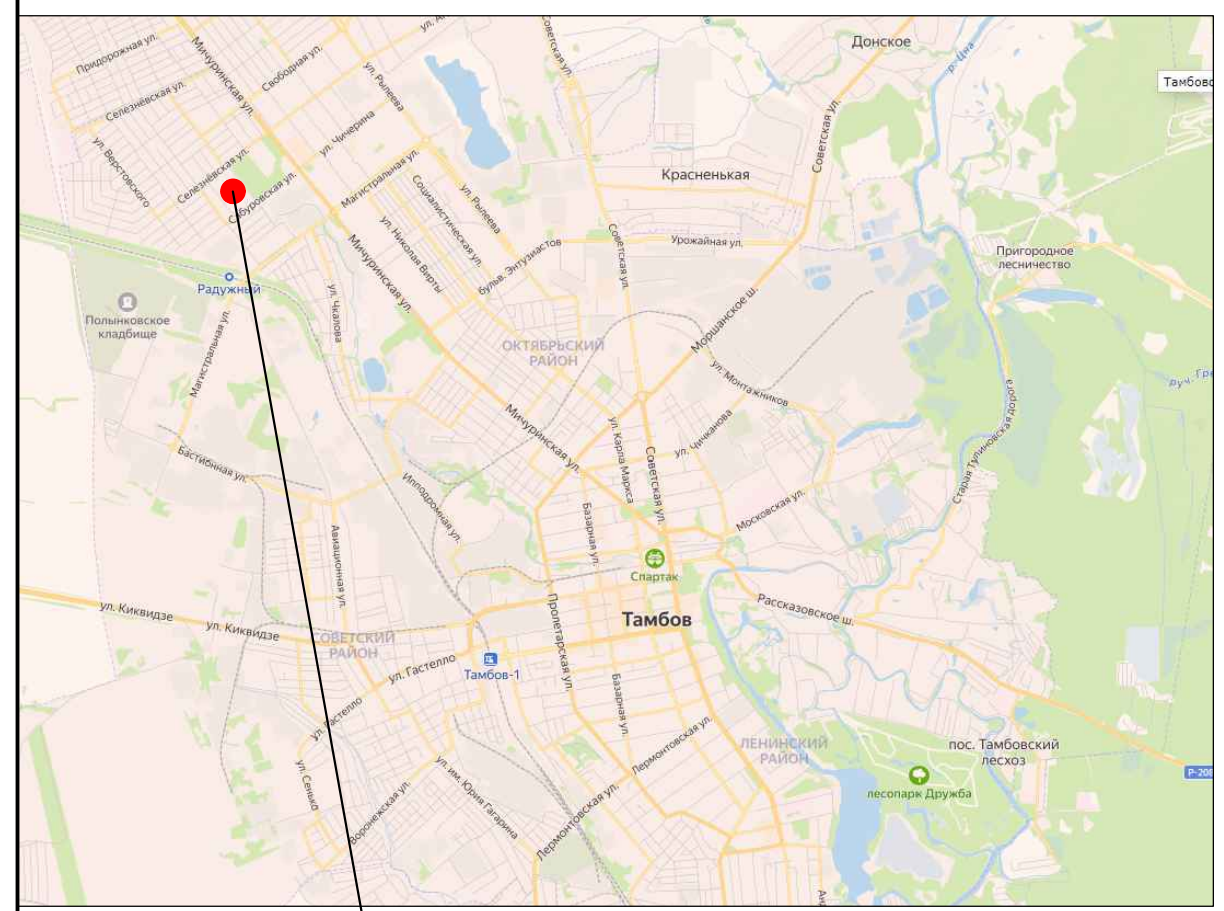 Донское
р. Цна
Тамбово
Советская ул.
Придорожная ул.
Мичуринская ул.
Свободная ул.
ул. Рылеева
Селезнёвская ул.
ул. Чичерина
ул. Верстовского
Селезнёвская ул.
Магистральная ул.
Социалистическая ул.
ул. Рылеева
Советская ул.
Красненькая
Сабуровская ул.
ул. Николая Вирты
Мичуринская ул.
бульв. Энтузиастов
Советская ул.
Урожайная ул.
Пригородное
лесничество
Радужный
ул. Чкалова
Полынковское
кладбище
Магистральная ул.
Моршанское ш.
ОКТЯБРЬСКИЙ
РАЙОН
ул. Монтажников
руч. Гре
Мичуринская ул.
ул. Карла Маркса
ул. Чичканова
Советская ул.
Старая Тулиновская дорога
Бастионная ул.
Ипподромная ул.
Базарная ул.
Московская ул.
Авиационная ул.
Спартак
ул. Киквидзе
ул. Киквидзе
Пролетарская ул.
Тамбов
Рассказовское ш.
СОВЕТСКИЙ
РАЙОН
ул. Гастелло
Тамбов-1
Базарная ул.
ул. Гастелло
Лермонтовская ул.
ЛЕНИНСКИЙ
РАЙОН
пос. Тамбовский
лесхоз
Р-208
ул. Сенько
ул. им. Юрия Гагарина
лесопарк Дружба
Воронежская ул.
Лермонтовская ул.